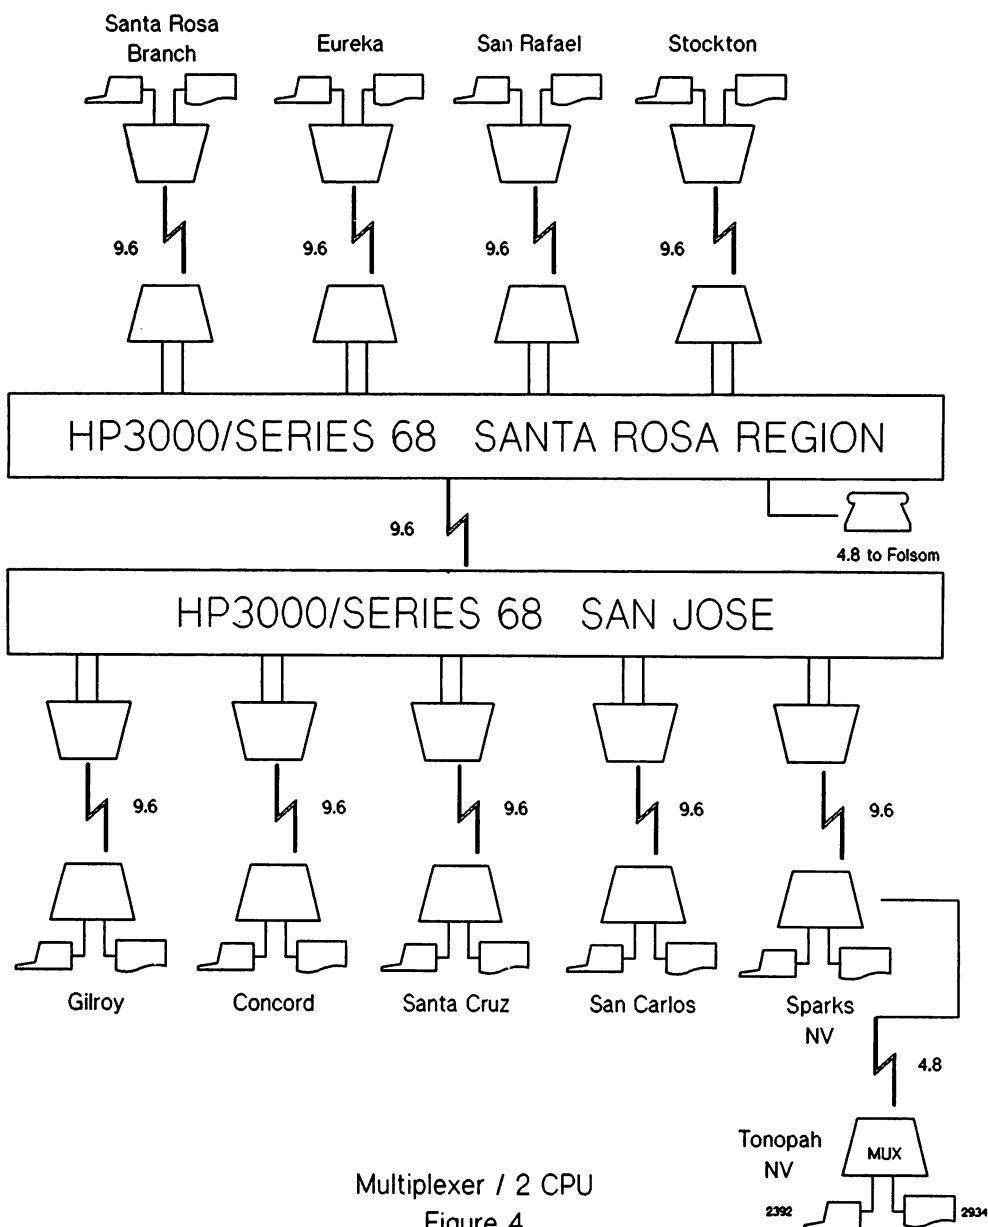 Santa Rosa
Branch
Eureka
San Rafael
Stockton
9.6
9.6
9.6
9.6
HP3000/SERIES 68 SANTA ROSA REGION
9.6
4.8 to Folsom
HP3000/SERIES 68 SAN JOSE
9.6
9.6
9.6
9.6
9.6
Gilroy
Concord
Santa Cruz
San Carlos
Sparks
NV
4.8
Tonopah
NV
MUX
2392
2934
Multiplexer / 2 CPU
Figure 4